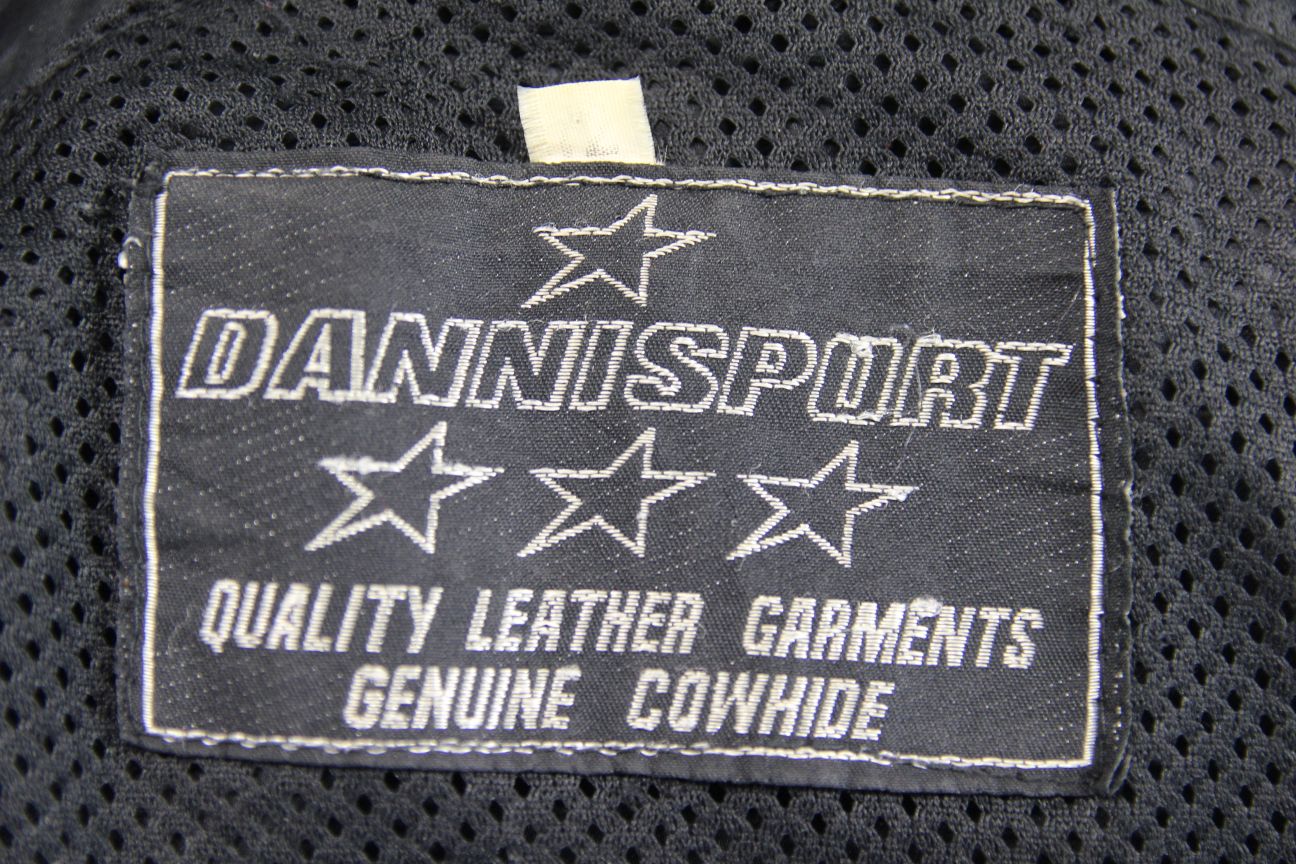 DANNISPORT
QUALITY LEATHER GARMENTS
GENUINE COWHIDE